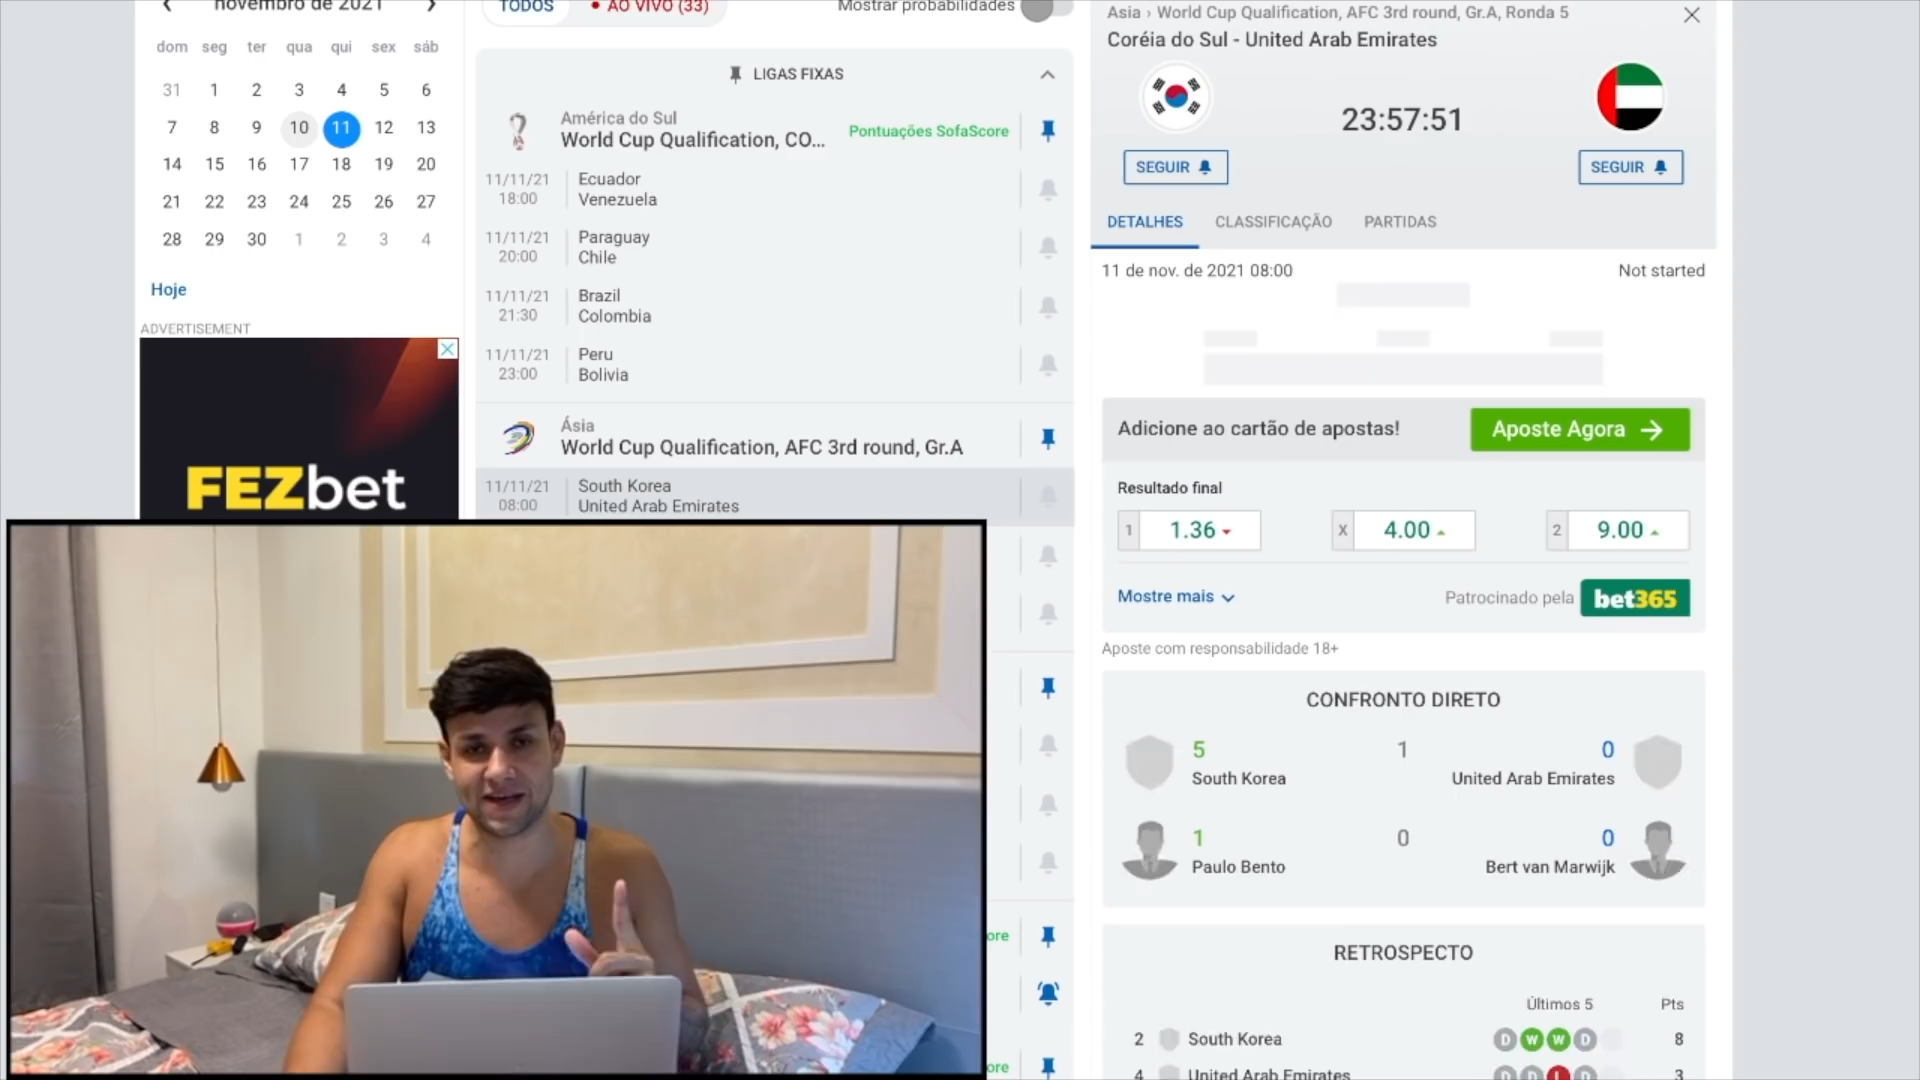 novembro de 2021
dom seg ter qua qui sex sáb
31 1 2 3 4 5 6
7 8 9 10 11 12 13
14 15 16 17 18 19 20
21 22 23 24 25 26 27
28 29 30 1 2 3 4
Hoje
ADVERTISEMENT
FEZbet
TODOS
AO VIVO (33)
Mostrar probabilidades
LIGAS FIXAS
América do Sul
World Cup Qualification, CO...
Pontuações SofaScore
11/11/21 Ecuador
18:00 Venezuela
11/11/21 Paraguay
20:00 Chile
11/11/21 Brazil
21:30 Colombia
11/11/21 Peru
23:00 Bolivia
Ásia
World Cup Qualification, AFC 3rd round, Gr.A
11/11/21 South Korea
08:00 United Arab Emirates
ore
ore
Asia › World Cup Qualification, AFC 3rd round, Gr.A, Ronda 5
Coréia do Sul - United Arab Emirates
23:57:51
SEGUIR
SEGUIR
DETALHES CLASSIFICAÇÃO PARTIDAS
11 de nov. de 2021 08:00 Not started
Adicione ao cartão de apostas!
Aposte Agora
Resultado final
1 1.36 X 4.00 2 9.00
Mostre mais
Patrocinado pela bet365
Aposte com responsabilidade 18+
CONFRONTO DIRETO
5 1 0
South Korea United Arab Emirates
1 0 0
Paulo Bento Bert van Marwijk
RETROSPECTO
Últimos 5 Pts
2 South Korea D W W D 8
4 United Arab Emirates D D L D 3